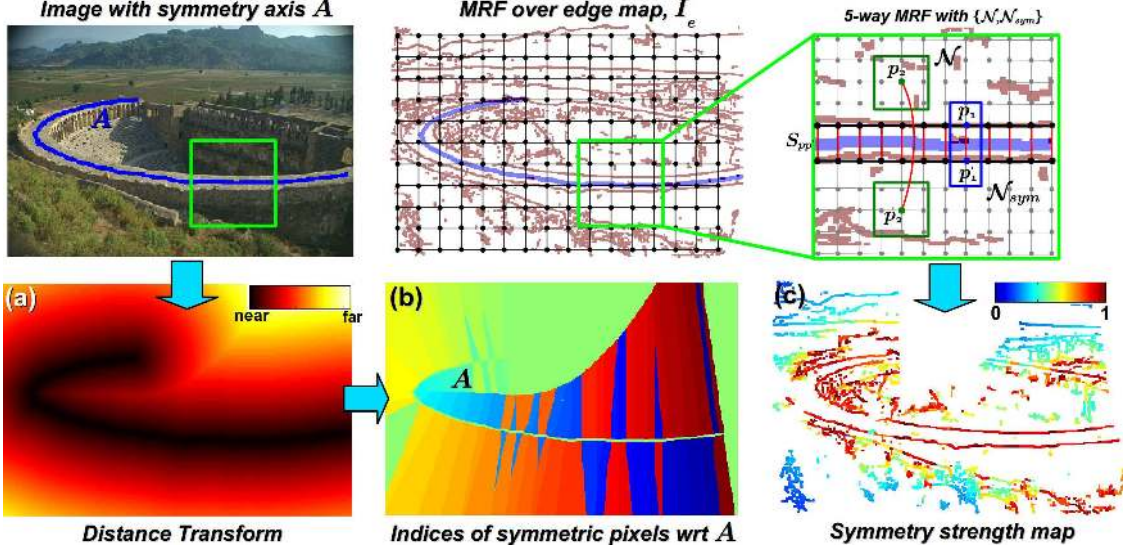 Image with symmetry axis A
MRF over edge map, I_e
5-way MRF with {𝒩,𝒩_sym}
A
p_2
𝒩
p_1
S_pp'
p'_1
𝒩_sym
p'_2
(a)
near
far
(b)
A
(c)
0
1
Distance Transform
Indices of symmetric pixels wrt A
Symmetry strength map